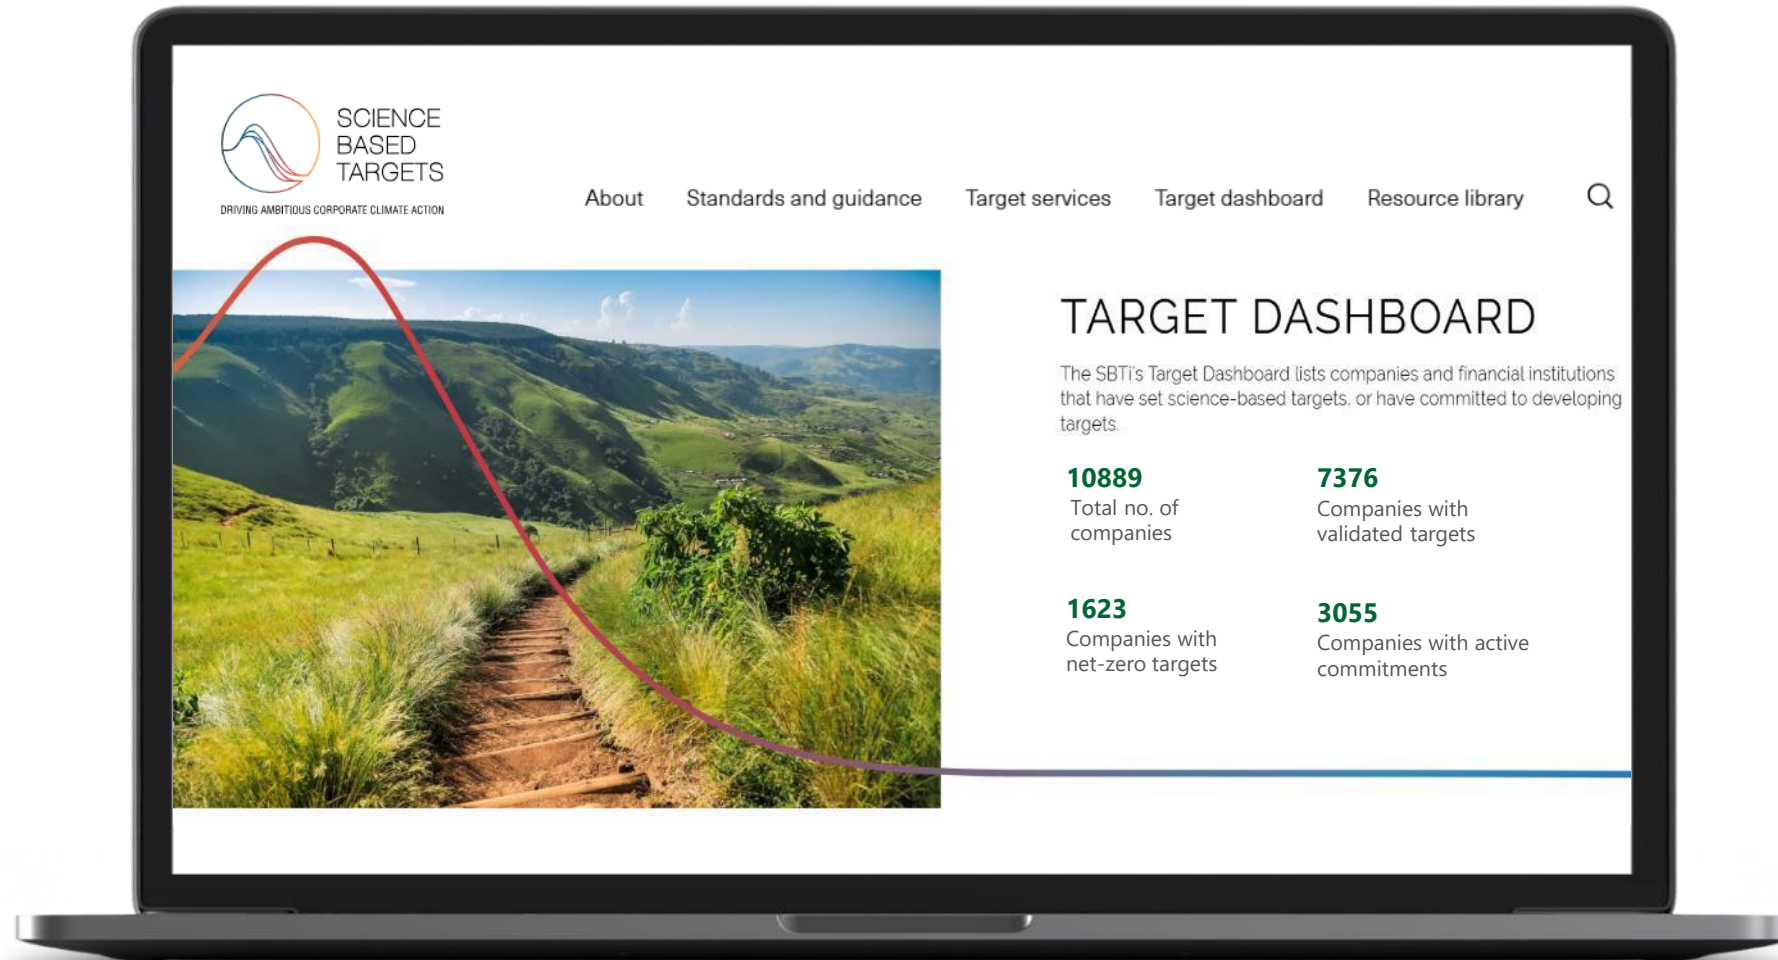 SCIENCE
BASED
TARGETS
DRIVING AMBITIOUS CORPORATE CLIMATE ACTION
About Standards and guidance Target services Target dashboard Resource library
TARGET DASHBOARD
The SBTi's Target Dashboard lists companies and financial institutions
that have set science-based targets, or have committed to developing
targets.
10889
Total no. of
companies
7376
Companies with
validated targets
1623
Companies with
net-zero targets
3055
Companies with active
commitments